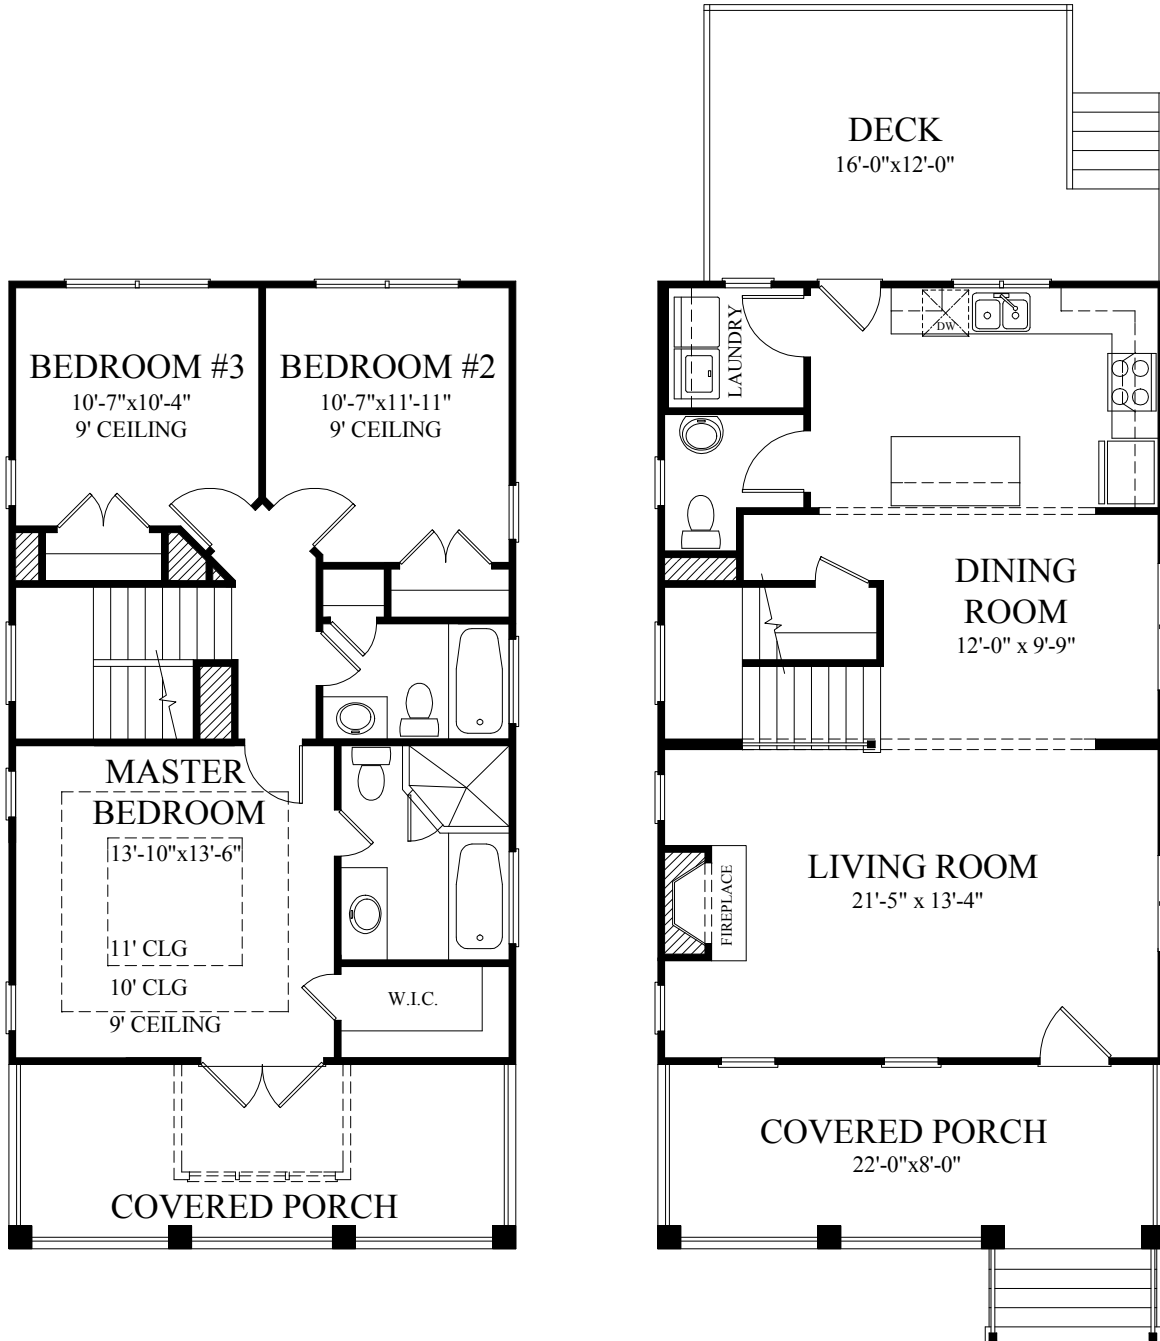 BEDROOM #3
10'-7"x10'-4"
9' CEILING
BEDROOM #2
10'-7"x11'-11"
9' CEILING
MASTER
BEDROOM
13'-10"x13'-6"
11' CLG
10' CLG
9' CEILING
W.I.C.
COVERED PORCH
DECK
16'-0"x12'-0"
LAUNDRY
DW
DINING
ROOM
12'-0" x 9'-9"
LIVING ROOM
21'-5" x 13'-4"
FIREPLACE
COVERED PORCH
22'-0"x8'-0"